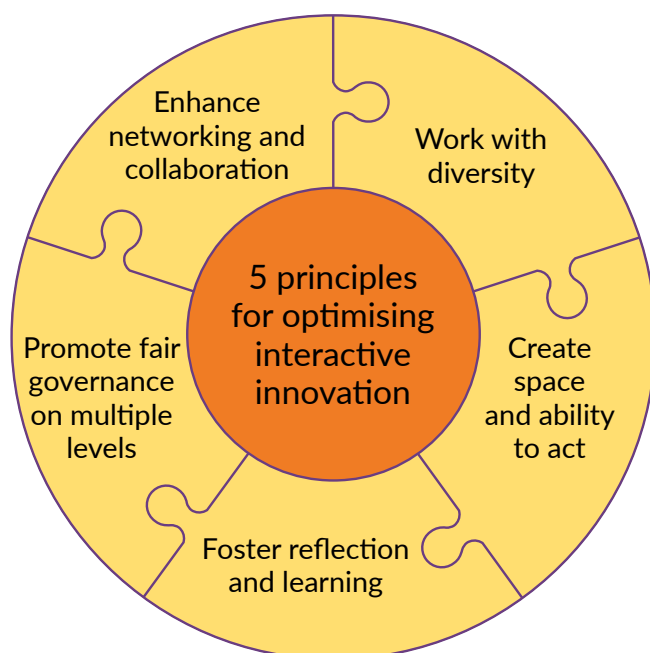 5 principles
for optimising
interactive
innovation
Work with
diversity
Create
space
and ability
to act
Foster reflection
and learning
Promote fair
governance
on multiple
levels
Enhance
networking and
collaboration